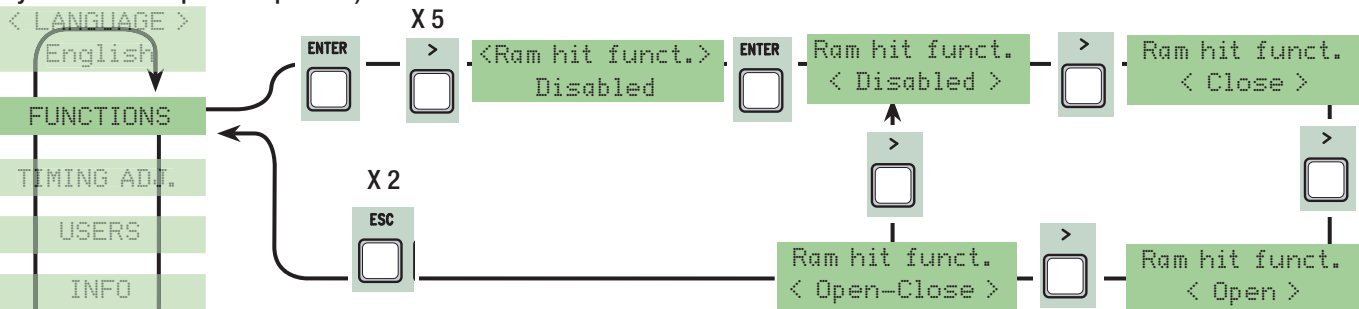 < LANGUAGE >
English
FUNCTIONS
TIMING ADJ.
USERS
INFO
ENTER
X 5
>
<Ram hit funct.>
Disabled
ENTER
Ram hit funct.
< Disabled >
>
Ram hit funct.
< Close >
>
>
X 2
ESC
Ram hit funct.
< Open-Close >
>
Ram hit funct.
< Open >